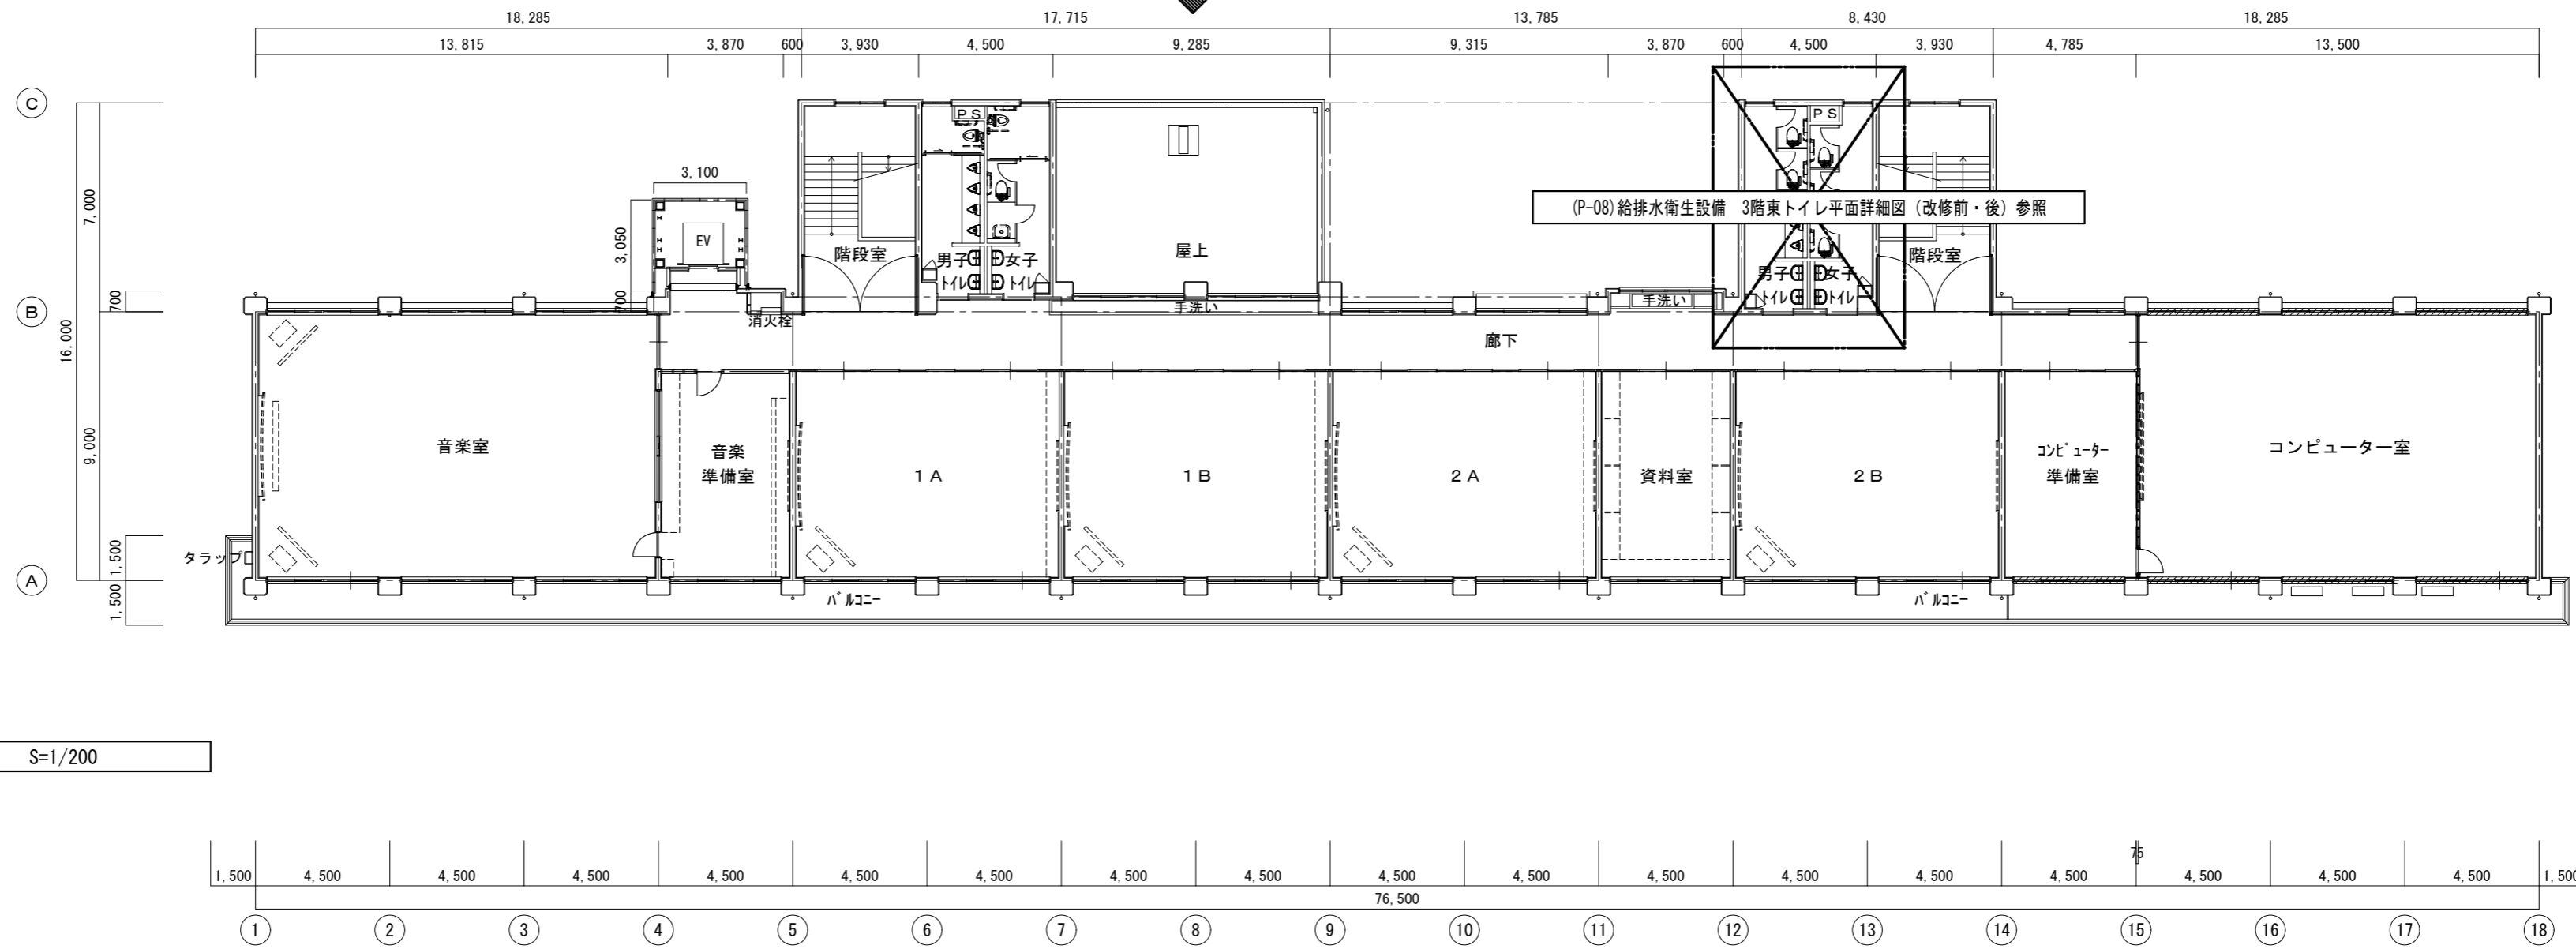 18,285 17,715 13,785 8,430 18,285
13,815 3,870 600 3,930 4,500 9,285 9,315 3,870 600 4,500 3,930 4,785 13,500
C
PS PS
3,100
7,000
(P-08)給排水衛生設備 3階東トイレ平面詳細図（改修前・後）参照
3,050
EV
階段室 屋上 階段室
男子 女子 男子 女子
トイレ トイレ トイレ トイレ
700 700
B
手洗い 手洗い
消火栓
16,000
廊下
9,000
音楽室
音楽
準備室
1A 1B 2A
資料室
2B
コンピューター
準備室
コンピューター室
1,500
タラップ
A
1,500
バルコニー バルコニー
S=1/200
75
1,500 4,500 4,500 4,500 4,500 4,500 4,500 4,500 4,500 4,500 4,500 4,500 4,500 4,500 4,500 4,500 4,500 4,500 1,500
76,500
1 2 3 4 5 6 7 8 9 10 11 12 13 14 15 16 17 18